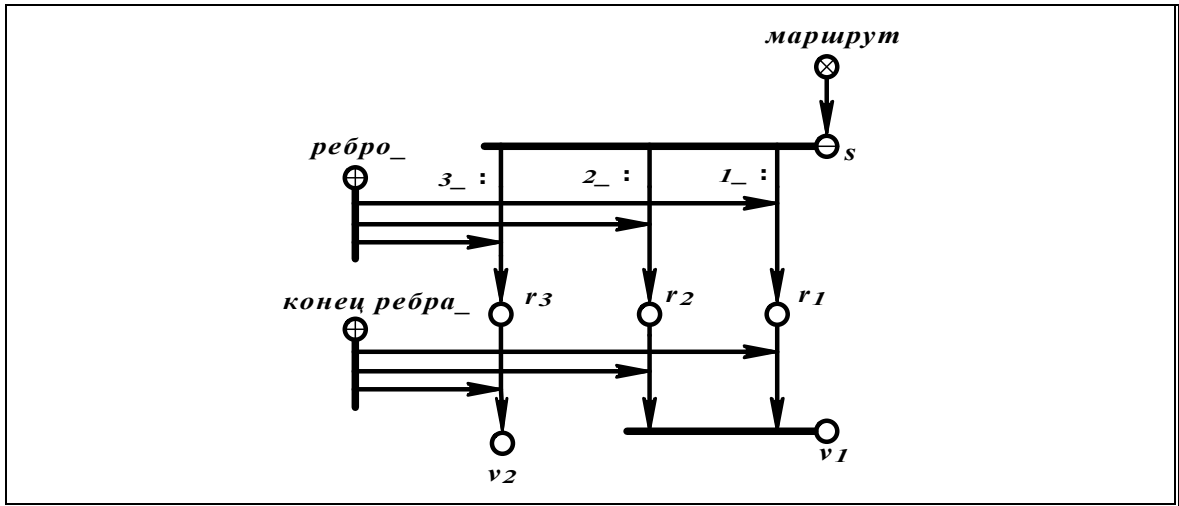 маршрут
s
ребро_
3_ :
2_ :
1_ :
конец ребра_
r3
r2
r1
v2
v1